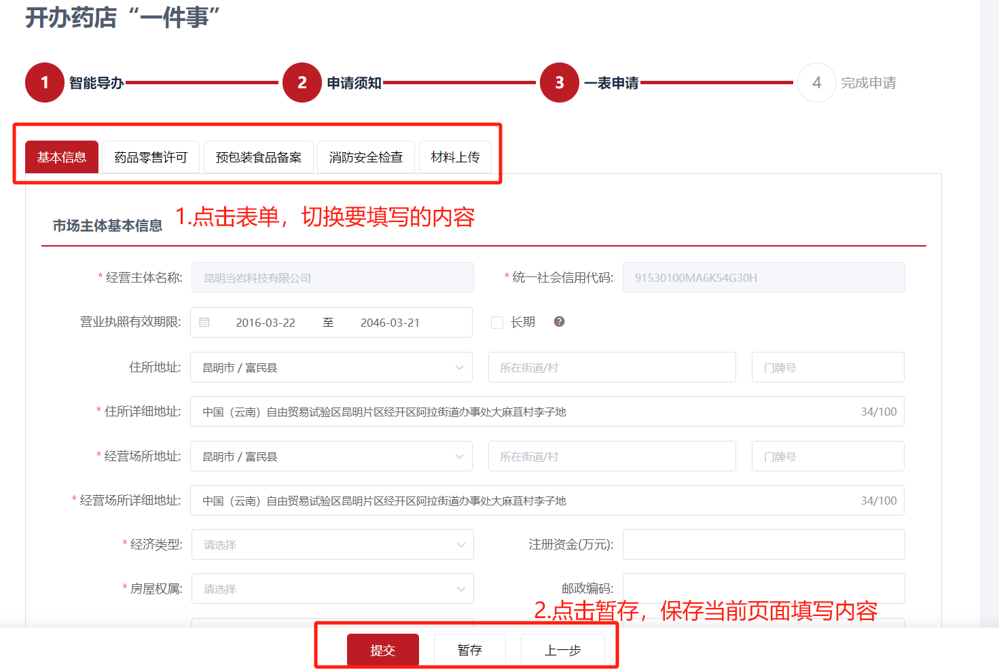 开办药店“一件事”
1 智能导办 2 申请须知 3 一表申请 4 完成申请
基本信息 药品零售许可 预包装食品备案 消防安全检查 材料上传
1.点击表单，切换要填写的内容
市场主体基本信息
* 经营主体名称: 昆明当岩科技有限公司 * 统一社会信用代码: 91530100MA6K54G30H
营业执照有效期限: 2016-03-22 至 2046-03-21 长期 ?
住所地址: 昆明市 / 富民县 所在街道/村 门牌号
* 住所详细地址: 中国（云南）自由贸易试验区昆明片区经开区阿拉街道办事处大麻苴村李子地 34/100
* 经营场所地址: 昆明市 / 富民县 所在街道/村 门牌号
* 经营场所详细地址: 中国（云南）自由贸易试验区昆明片区经开区阿拉街道办事处大麻苴村李子地 34/100
* 经济类型: 请选择 注册资金(万元):
* 房屋权属: 请选择 邮政编码:
2.点击暂存，保存当前页面填写内容
提交 暂存 上一步